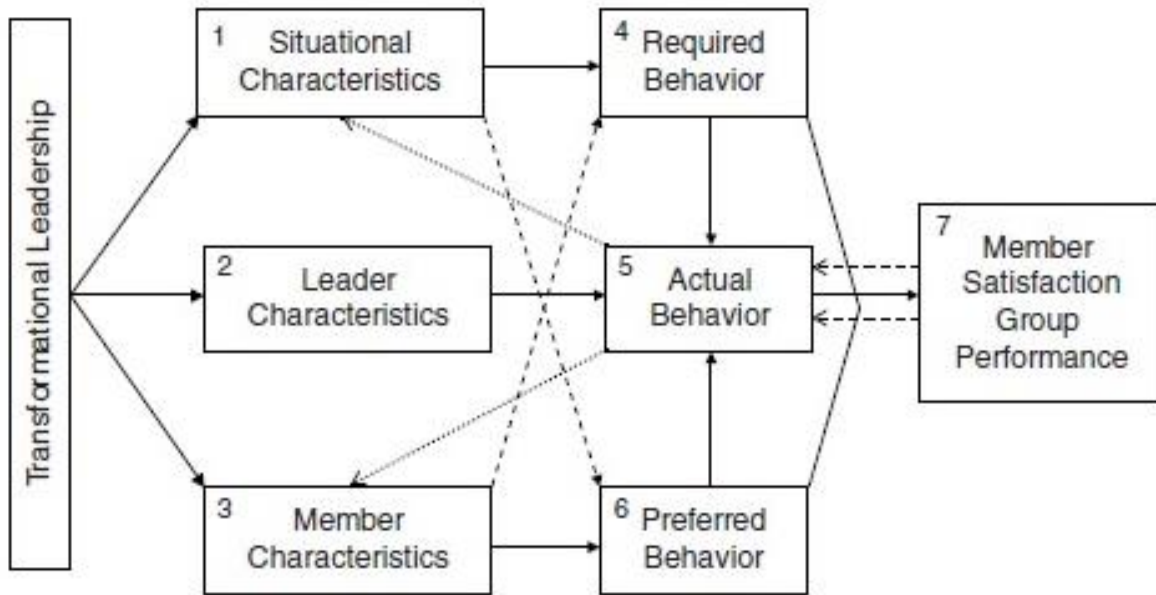 Transformational Leadership
1
Situational
Characteristics
4
Required
Behavior
2
Leader
Characteristics
5
Actual
Behavior
7
Member
Satisfaction
Group
Performance
3
Member
Characteristics
6
Preferred
Behavior